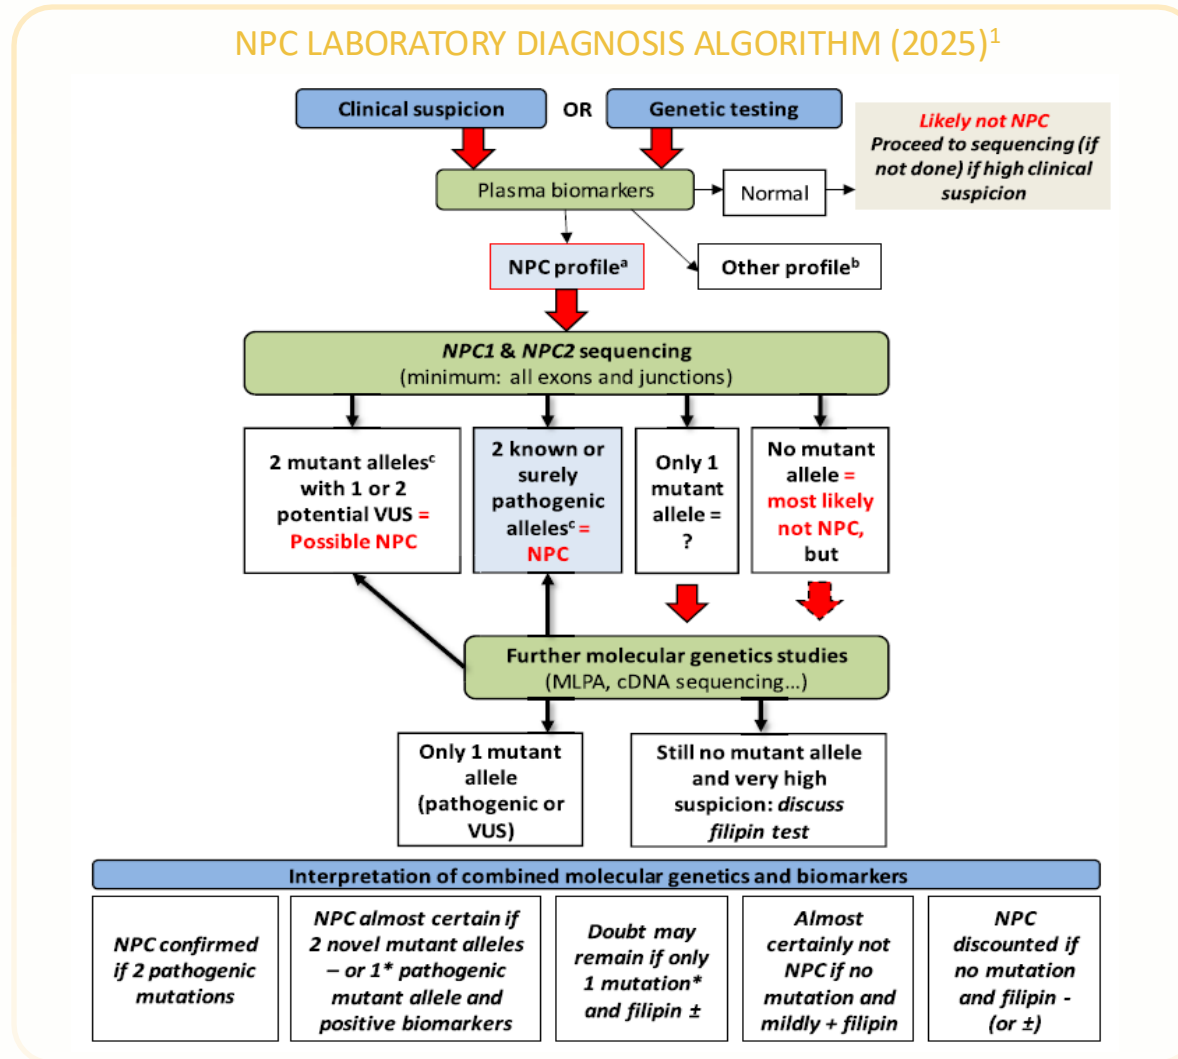 NPC LABORATORY DIAGNOSIS ALGORITHM (2025)¹
Clinical suspicion
OR
Genetic testing
Likely not NPC
Proceed to sequencing (if
not done) if high clinical
suspicion
Plasma biomarkers
Normal
NPC profileᵃ
Other profileᵇ
NPC1 & NPC2 sequencing
(minimum: all exons and junctions)
2 mutant allelesᶜ
with 1 or 2
potential VUS =
Possible NPC
2 known or
surely
pathogenic
allelesᶜ =
NPC
Only 1
mutant
allele =
?
No mutant
allele =
most likely
not NPC,
but
Further molecular genetics studies
(MLPA, cDNA sequencing...)
Only 1 mutant
allele
(pathogenic or
VUS)
Still no mutant allele
and very high
suspicion: discuss
filipin test
Interpretation of combined molecular genetics and biomarkers
NPC confirmed
if 2 pathogenic
mutations
NPC almost certain if
2 novel mutant alleles
– or 1* pathogenic
mutant allele and
positive biomarkers
Doubt may
remain if only
1 mutation*
and filipin ±
Almost
certainly not
NPC if no
mutation and
mildly + filipin
NPC
discounted if
no mutation
and filipin -
(or ±)